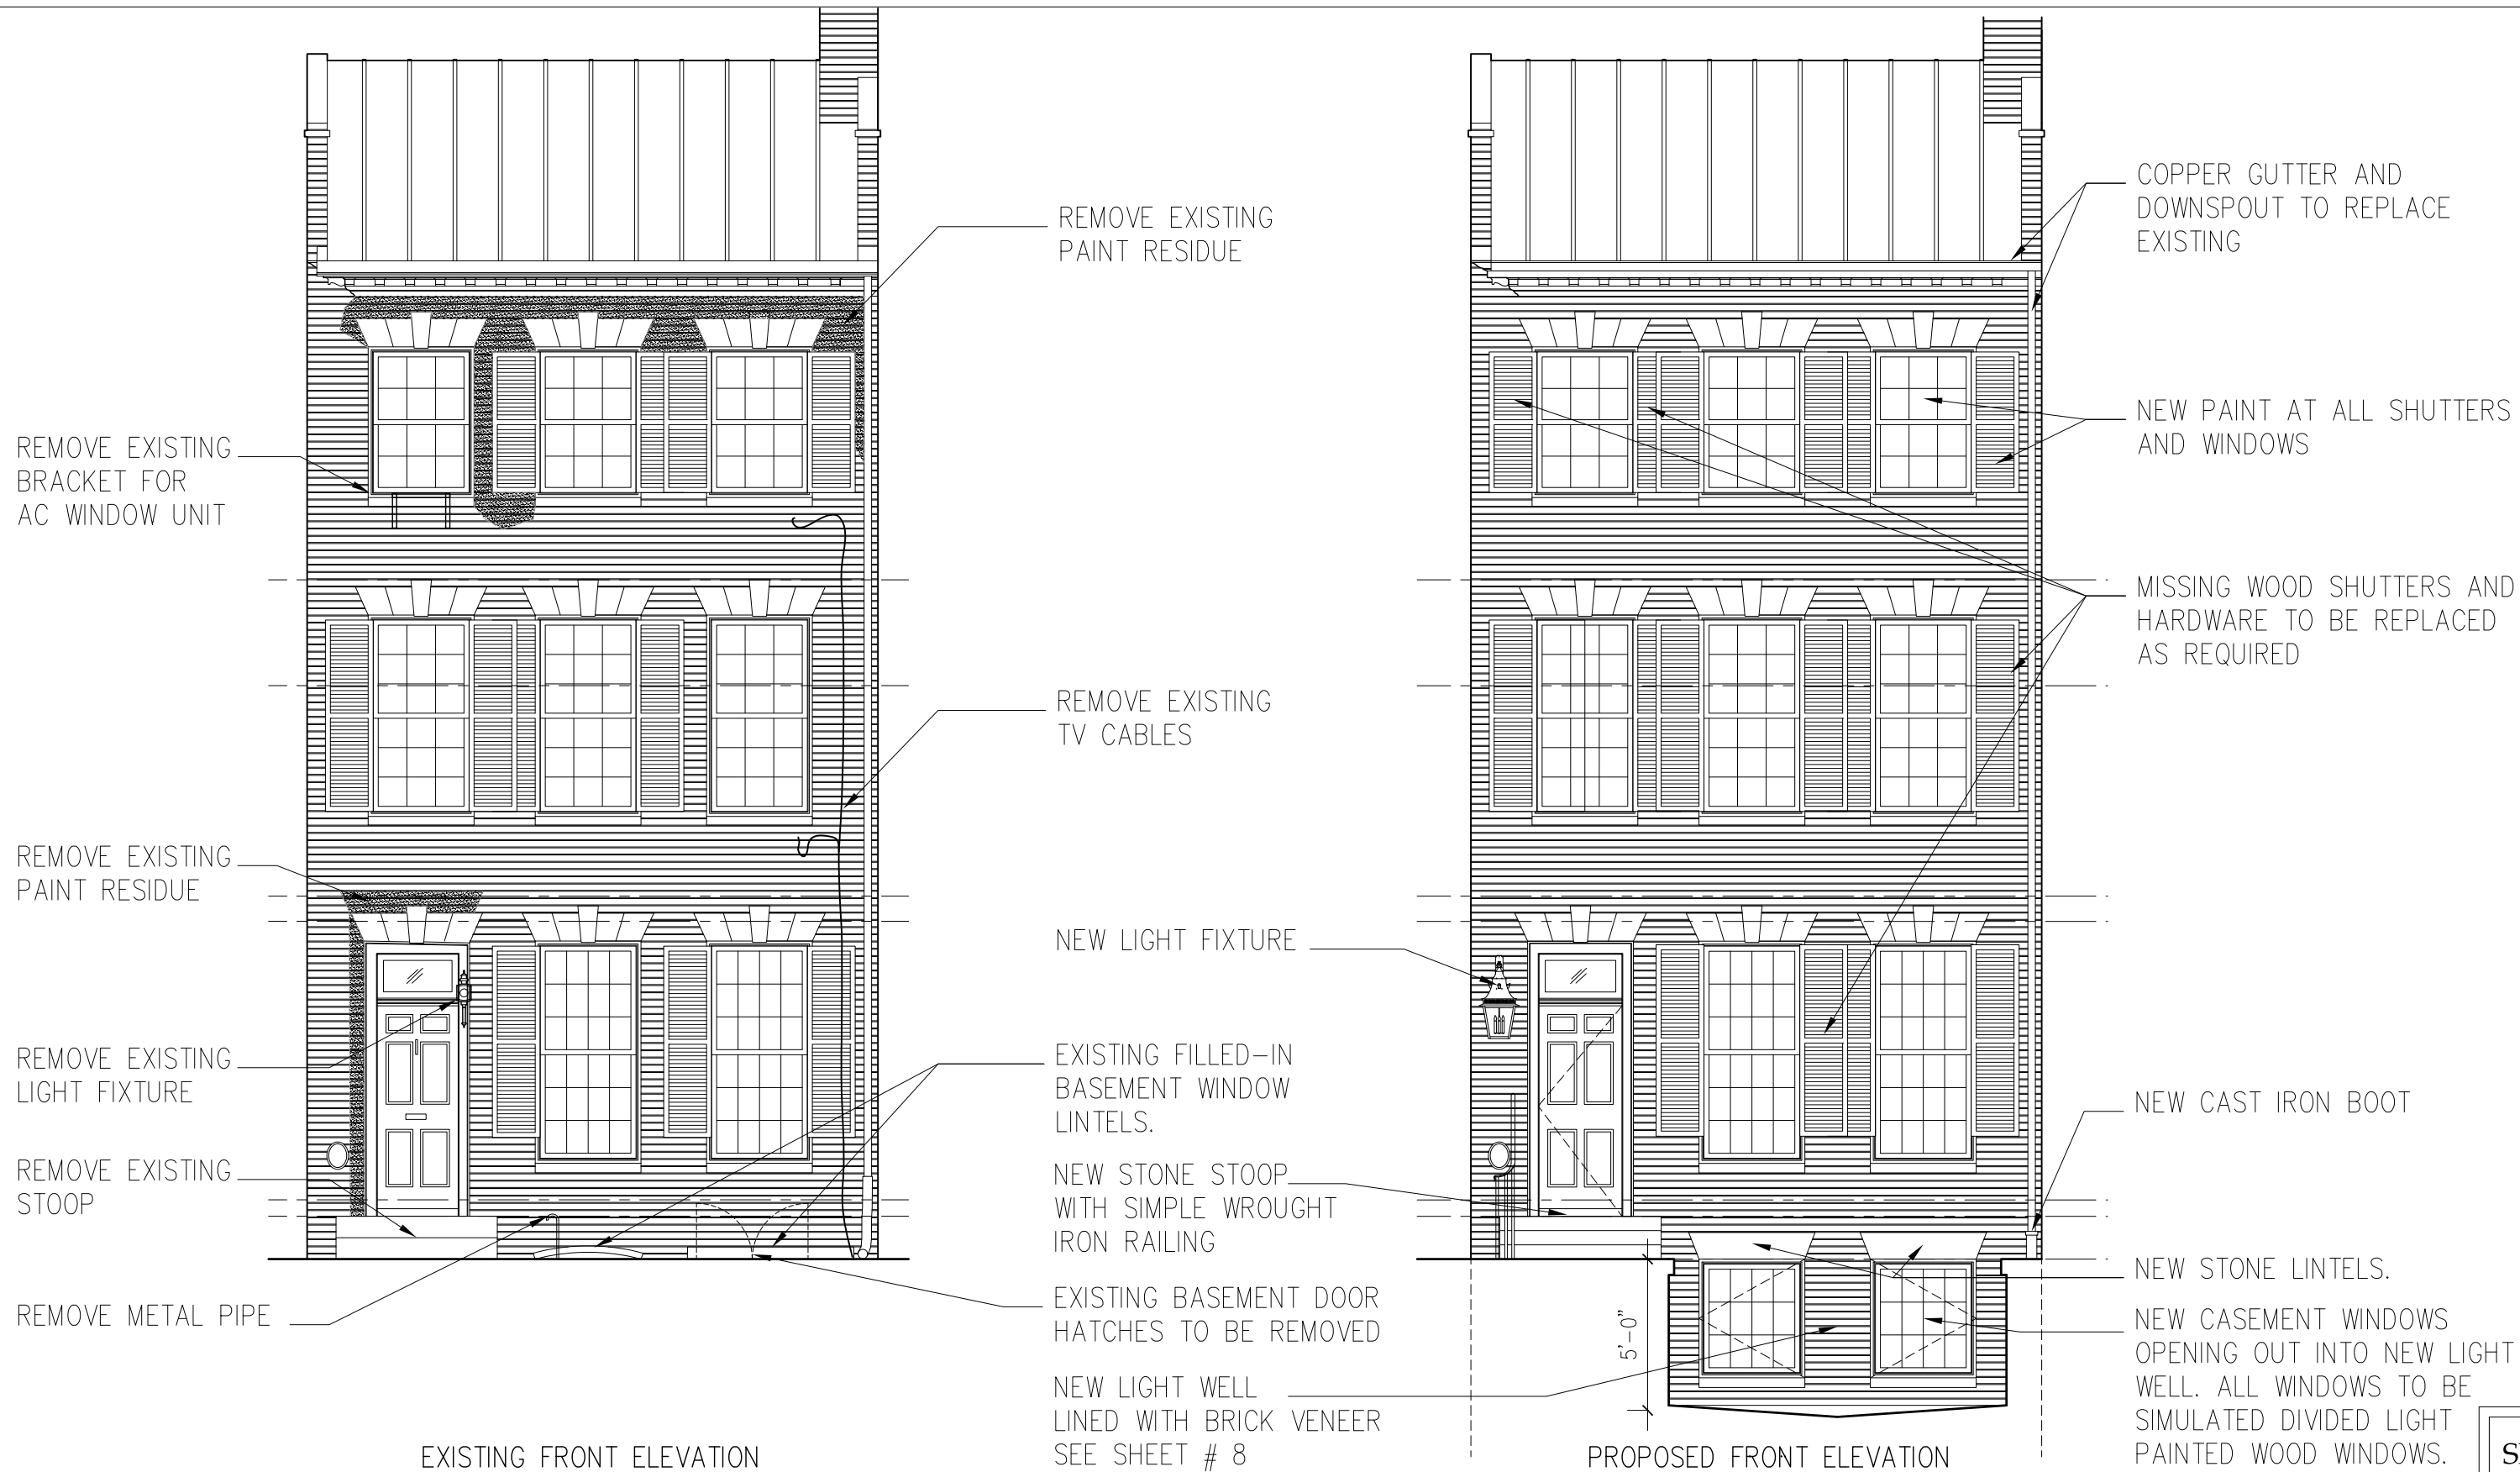 REMOVE EXISTING
BRACKET FOR
AC WINDOW UNIT
REMOVE EXISTING
PAINT RESIDUE
REMOVE EXISTING
LIGHT FIXTURE
REMOVE EXISTING
STOOP
REMOVE METAL PIPE
EXISTING FRONT ELEVATION
REMOVE EXISTING
PAINT RESIDUE
REMOVE EXISTING
TV CABLES
NEW LIGHT FIXTURE
EXISTING FILLED-IN
BASEMENT WINDOW
LINTELS.
NEW STONE STOOP
WITH SIMPLE WROUGHT
IRON RAILING
EXISTING BASEMENT DOOR
HATCHES TO BE REMOVED
NEW LIGHT WELL
LINED WITH BRICK VENEER
SEE SHEET # 8
5'-0"
PROPOSED FRONT ELEVATION
COPPER GUTTER AND
DOWNSPOUT TO REPLACE
EXISTING
NEW PAINT AT ALL SHUTTERS
AND WINDOWS
MISSING WOOD SHUTTERS AND
HARDWARE TO BE REPLACED
AS REQUIRED
NEW CAST IRON BOOT
NEW STONE LINTELS.
NEW CASEMENT WINDOWS
OPENING OUT INTO NEW LIGHT
WELL. ALL WINDOWS TO BE
SIMULATED DIVIDED LIGHT
PAINTED WOOD WINDOWS.